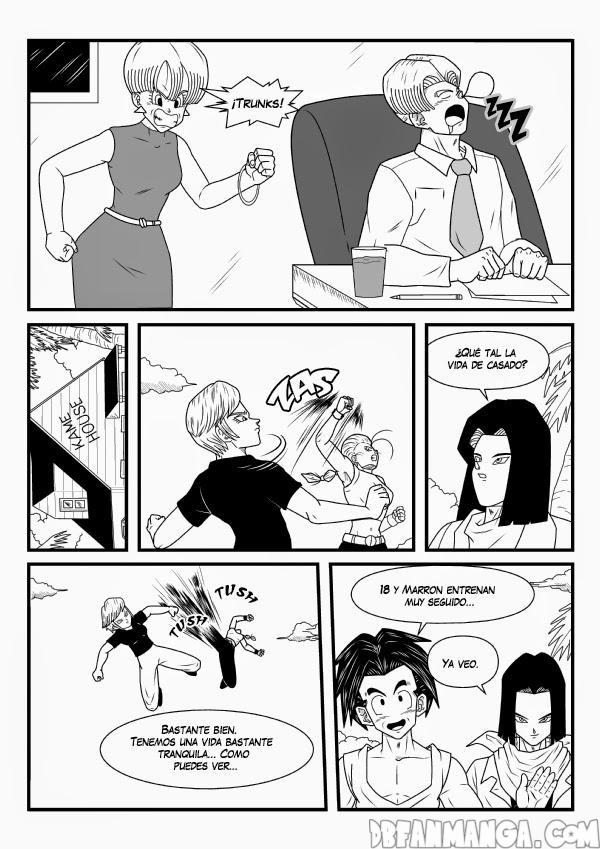 ¡TRUNKS!
ZZZ
KAME
HOUSE
ZAS
¿QUÉ TAL LA
VIDA DE CASADO?
TUSH
TUSH
BASTANTE BIEN.
TENEMOS UNA VIDA BASTANTE
TRANQUILA... COMO
PUEDES VER...
18 Y MARRON ENTRENAN
MUY SEGUIDO...
YA VEO.
DBFANMANGA.COM